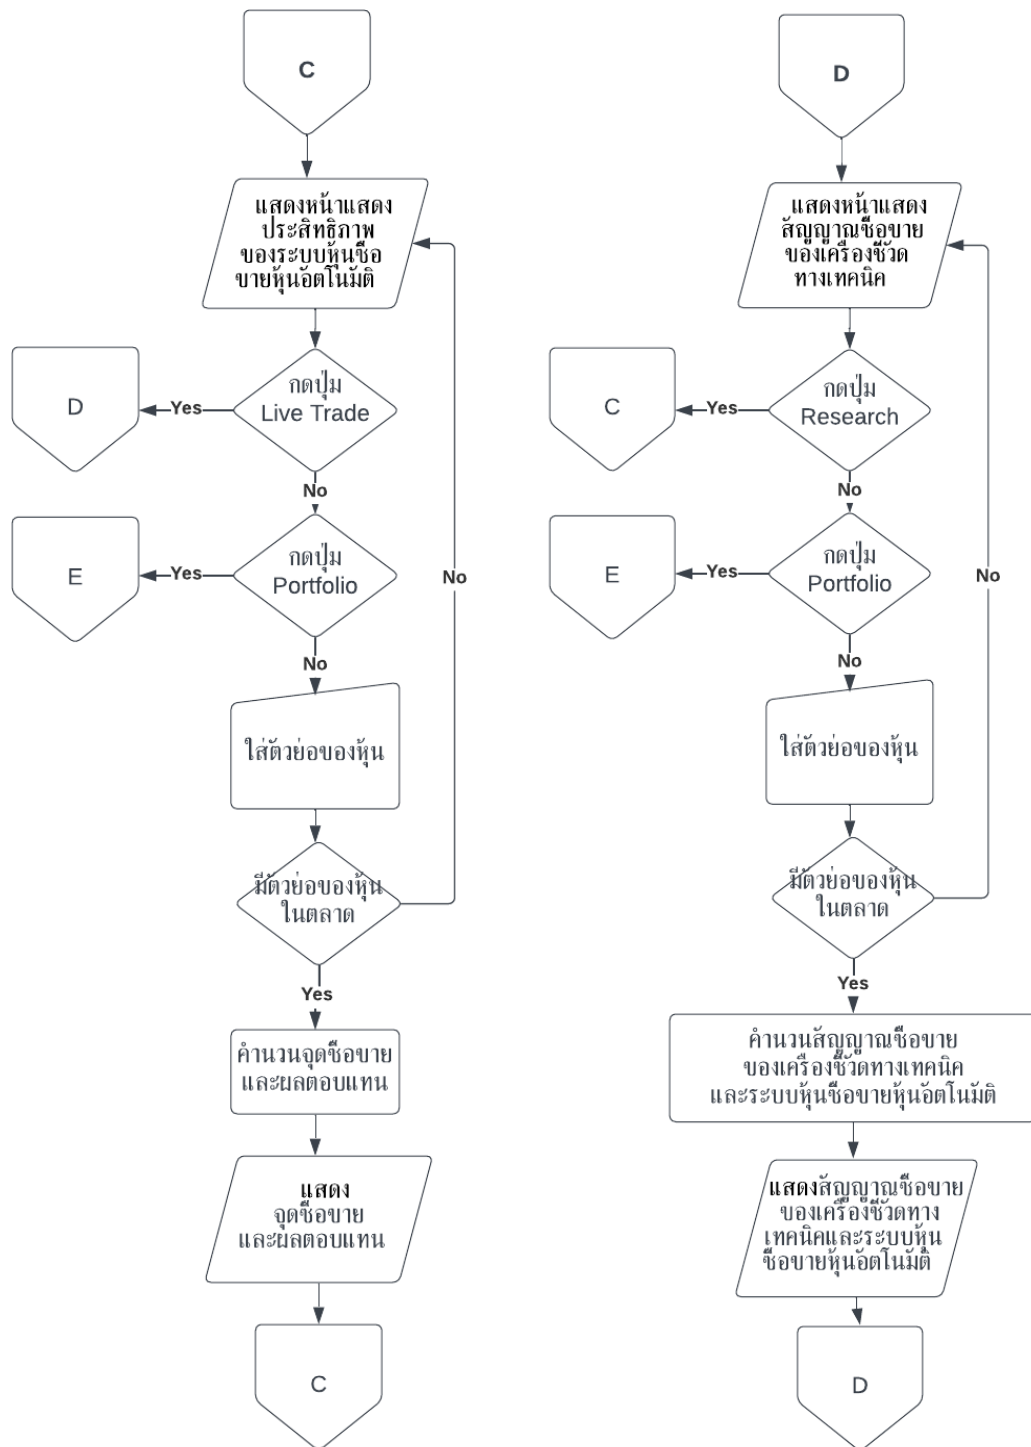 C
แสดงหน้าแสดง
ประสิทธิภาพ
ของระบบหุ้นซื้อ
ขายหุ้นอัตโนมัติ
กดปุ่ม
Live Trade
Yes
D
No
กดปุ่ม
Portfolio
Yes
E
No
ใส่ตัวย่อของหุ้น
มีตัวย่อของหุ้น
ในตลาด
No
Yes
คำนวนจุดซื้อขาย
และผลตอบแทน
แสดง
จุดซื้อขาย
และผลตอบแทน
C
D
แสดงหน้าแสดง
สัญญาณซื้อขาย
ของเครื่องชี้วัด
ทางเทคนิค
กดปุ่ม
Research
Yes
C
No
กดปุ่ม
Portfolio
Yes
E
No
ใส่ตัวย่อของหุ้น
มีตัวย่อของหุ้น
ในตลาด
No
Yes
คำนวนสัญญาณซื้อขาย
ของเครื่องชี้วัดทางเทคนิค
และระบบหุ้นซื้อขายหุ้นอัตโนมัติ
แสดงสัญญาณซื้อขาย
ของเครื่องชี้วัดทาง
เทคนิคและระบบหุ้น
ซื้อขายหุ้นอัตโนมัติ
D